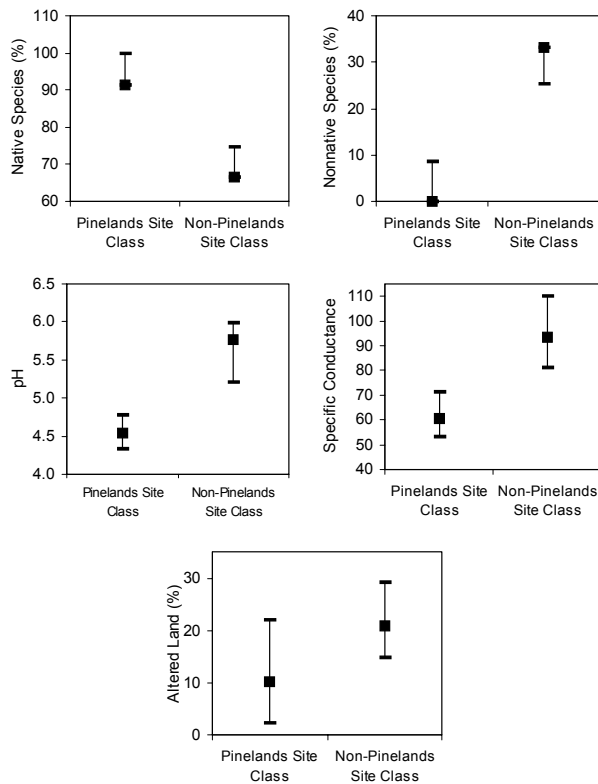 Native Species (%)
110
100
90
80
70
60
Pinelands Site
Class
Non-Pinelands
Site Class
Nonnative Species (%)
40
30
20
10
0
Pinelands Site
Class
Non-Pinelands
Site Class
pH
6.5
6.0
5.5
5.0
4.5
4.0
Pinelands Site
Class
Non-Pinelands
Site Class
Specific Conductance
110
100
90
80
70
60
50
40
Pinelands Site
Class
Non-Pinelands
Site Class
Altered Land (%)
30
20
10
0
Pinelands Site
Class
Non-Pinelands
Site Class